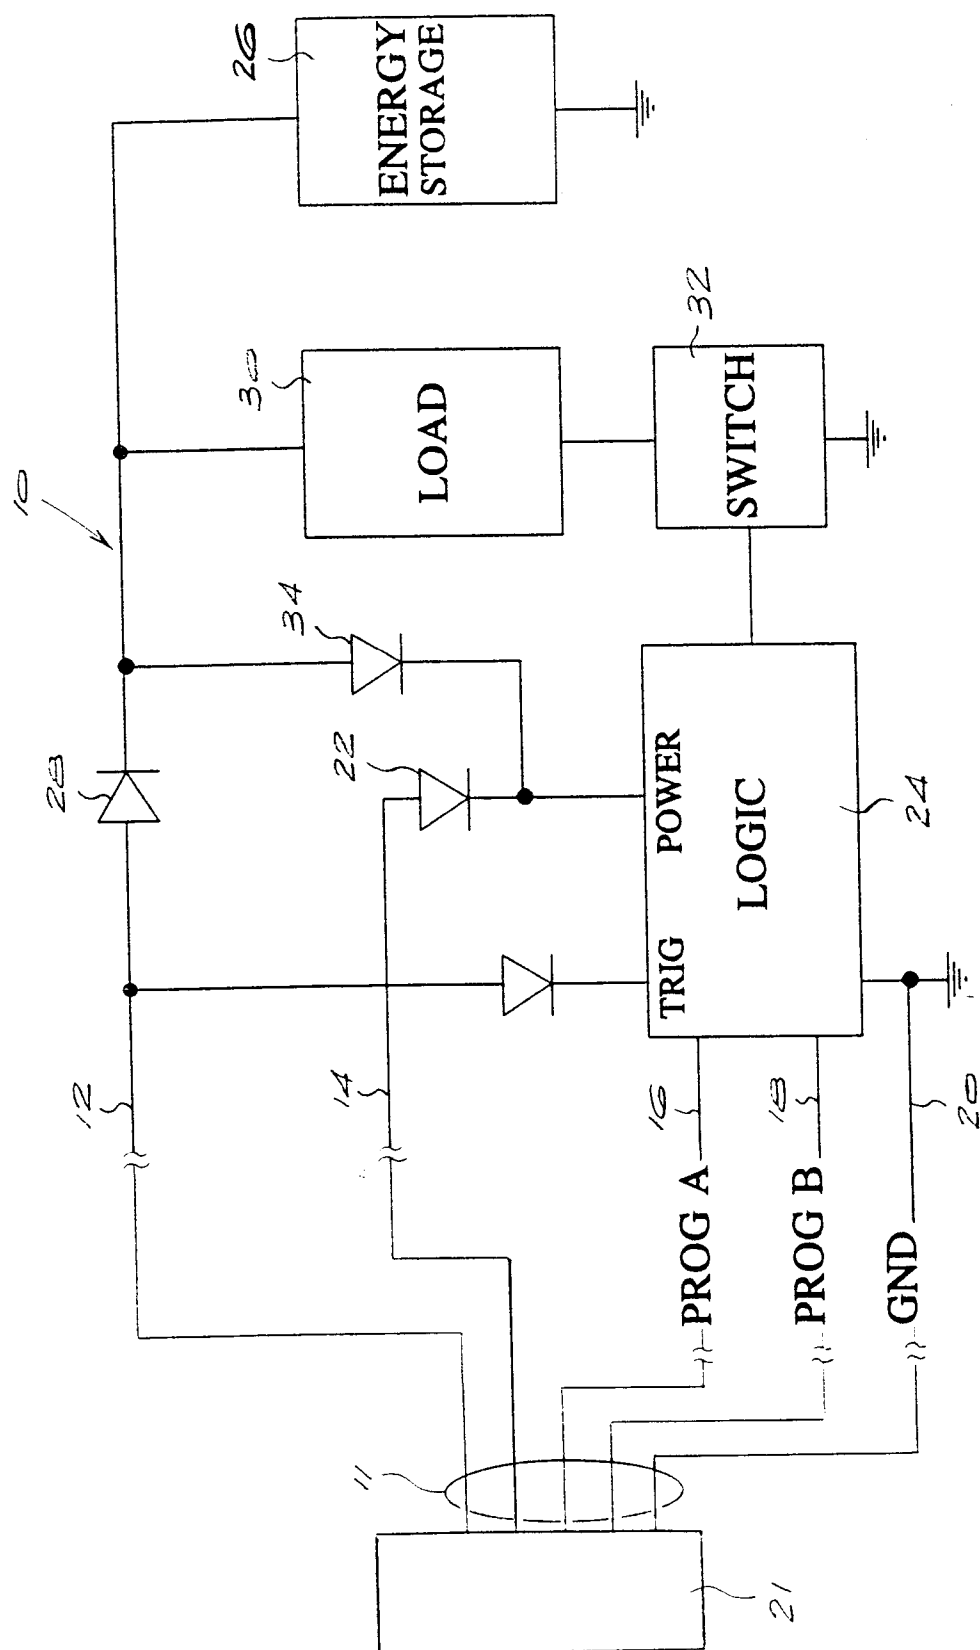 10
26
ENERGY
STORAGE
28
12
34
30
LOAD
22
14
32
SWITCH
TRIG
POWER
LOGIC
24
16
PROG A
18
PROG B
GND
20
11
21